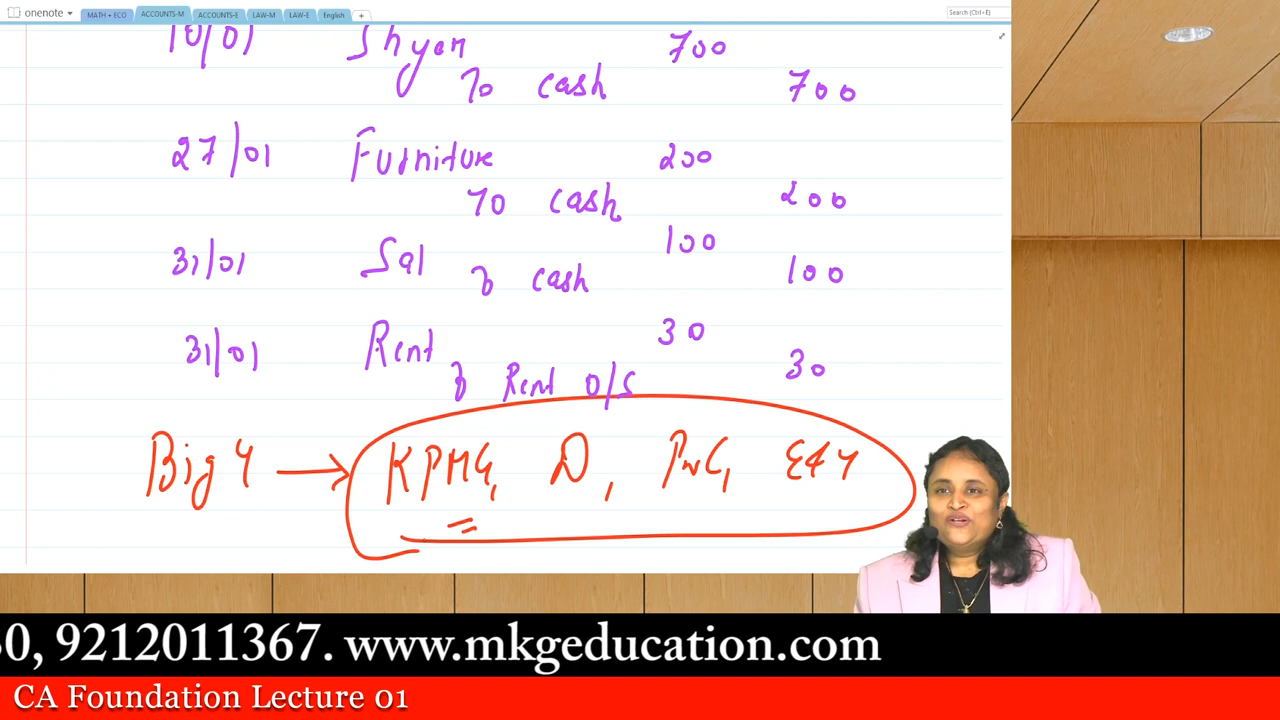 onenote MATH + ECO ACCOUNTS-M ACCOUNTS-E LAW-M LAW-E English + Search (Ctrl+E)
10/01 Shyam 700
To cash 700
27/01 Furniture 200
To cash 200
31/01 Sal 100
To cash 100
31/01 Rent 30
To Rent o/s 30
Big 4 → KPMG, D, PwC, E&Y
0, 9212011367. www.mkgeducation.com
CA Foundation Lecture 01